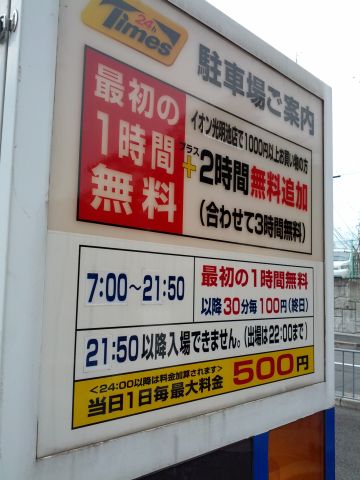 24h
Times
駐車場ご案内
最初の
1時間
無料
イオン光明池店で1000円以上お買い物の方
プラス
+2時間無料追加
(合わせて3時間無料)
7:00~21:50
最初の1時間無料
以降30分毎100円(終日)
21:50以降入場できません。(出場は22:00まで)
<24:00以降は料金加算されます>
当日1日毎最大料金 500円